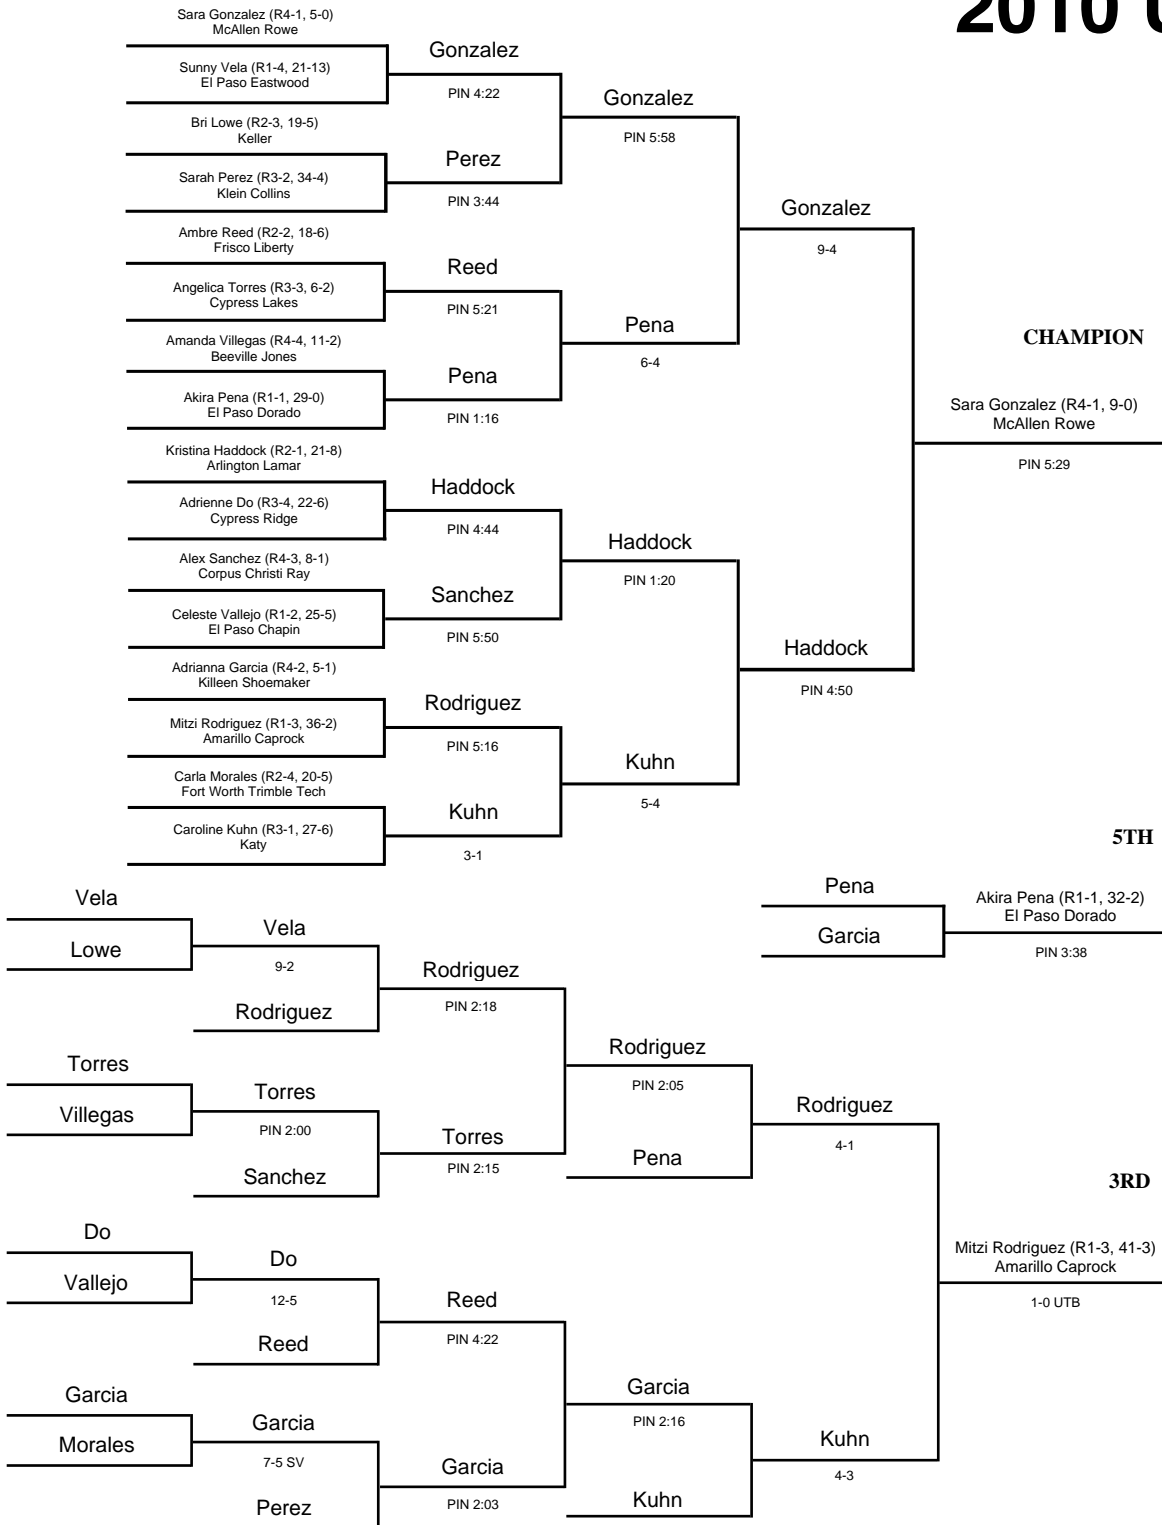 2010 U
Sara Gonzalez (R4-1, 5-0)
McAllen Rowe
Gonzalez
Sunny Vela (R1-4, 21-13)
El Paso Eastwood
PIN 4:22
Gonzalez
Bri Lowe (R2-3, 19-5)
Keller
PIN 5:58
Perez
Sarah Perez (R3-2, 34-4)
Klein Collins
PIN 3:44
Gonzalez
Ambre Reed (R2-2, 18-6)
Frisco Liberty
9-4
Reed
Angelica Torres (R3-3, 6-2)
Cypress Lakes
PIN 5:21
Pena
Amanda Villegas (R4-4, 11-2)
Beeville Jones
6-4
CHAMPION
Pena
Akira Pena (R1-1, 29-0)
El Paso Dorado
PIN 1:16
Sara Gonzalez (R4-1, 9-0)
McAllen Rowe
PIN 5:29
Kristina Haddock (R2-1, 21-8)
Arlington Lamar
Haddock
Adrienne Do (R3-4, 22-6)
Cypress Ridge
PIN 4:44
Haddock
Alex Sanchez (R4-3, 8-1)
Corpus Christi Ray
PIN 1:20
Sanchez
Celeste Vallejo (R1-2, 25-5)
El Paso Chapin
PIN 5:50
Haddock
Adrianna Garcia (R4-2, 5-1)
Killeen Shoemaker
PIN 4:50
Rodriguez
Mitzi Rodriguez (R1-3, 36-2)
Amarillo Caprock
PIN 5:16
Kuhn
Carla Morales (R2-4, 20-5)
Fort Worth Trimble Tech
5-4
Kuhn
Caroline Kuhn (R3-1, 27-6)
Katy
3-1
5TH
Pena
Garcia
Akira Pena (R1-1, 32-2)
El Paso Dorado
PIN 3:38
Vela
Lowe
Vela
9-2
Rodriguez
Rodriguez
PIN 2:18
Torres
Villegas
Torres
PIN 2:00
Sanchez
Torres
PIN 2:15
Rodriguez
PIN 2:05
Pena
Rodriguez
4-1
3RD
Mitzi Rodriguez (R1-3, 41-3)
Amarillo Caprock
1-0 UTB
Do
Vallejo
Do
12-5
Reed
Reed
PIN 4:22
Garcia
Morales
Garcia
7-5 SV
Perez
Garcia
PIN 2:03
Garcia
PIN 2:16
Kuhn
Kuhn
4-3